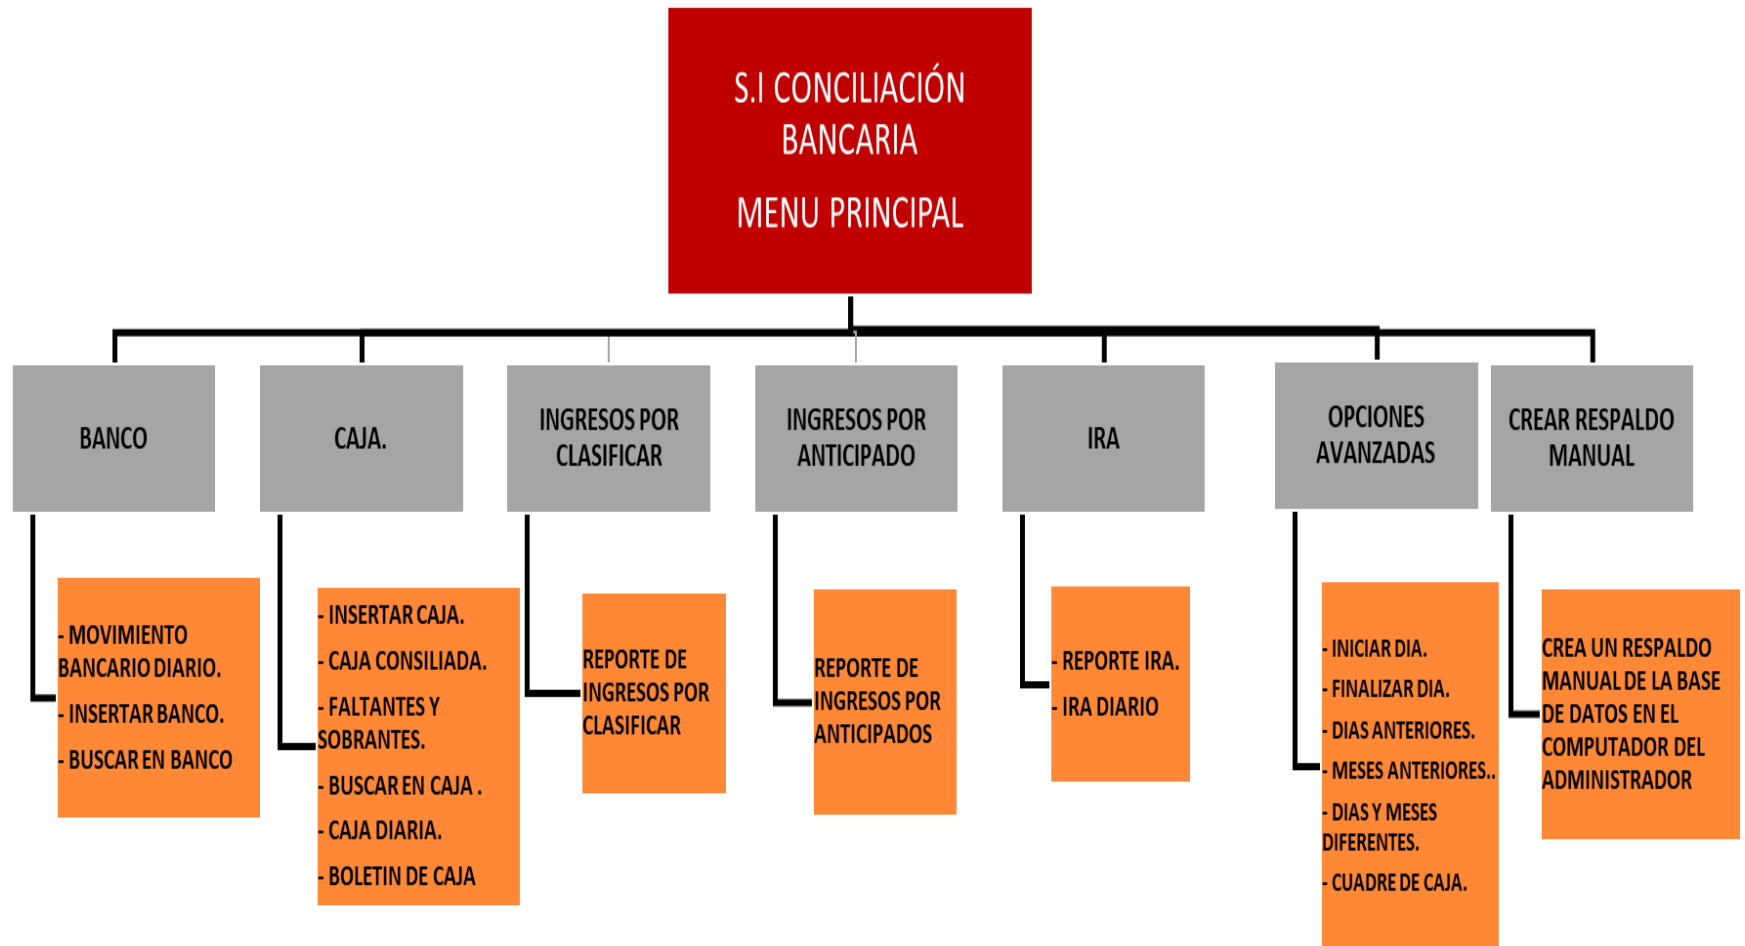 S.I CONCILIACIÓN
BANCARIA
MENU PRINCIPAL
BANCO
CAJA.
INGRESOS POR
CLASIFICAR
INGRESOS POR
ANTICIPADO
IRA
OPCIONES
AVANZADAS
CREAR RESPALDO
MANUAL
- MOVIMIENTO
BANCARIO DIARIO.
- INSERTAR BANCO.
- BUSCAR EN BANCO
- INSERTAR CAJA.
- CAJA CONSILIADA.
- FALTANTES Y
SOBRANTES.
- BUSCAR EN CAJA .
- CAJA DIARIA.
- BOLETIN DE CAJA
REPORTE DE
INGRESOS POR
CLASIFICAR
REPORTE DE
INGRESOS POR
ANTICIPADOS
- REPORTE IRA.
- IRA DIARIO
- INICIAR DIA.
- FINALIZAR DIA.
- DIAS ANTERIORES.
- MESES ANTERIORES..
- DIAS Y MESES
DIFERENTES.
- CUADRE DE CAJA.
CREA UN RESPALDO
MANUAL DE LA BASE
DE DATOS EN EL
COMPUTADOR DEL
ADMINISTRADOR